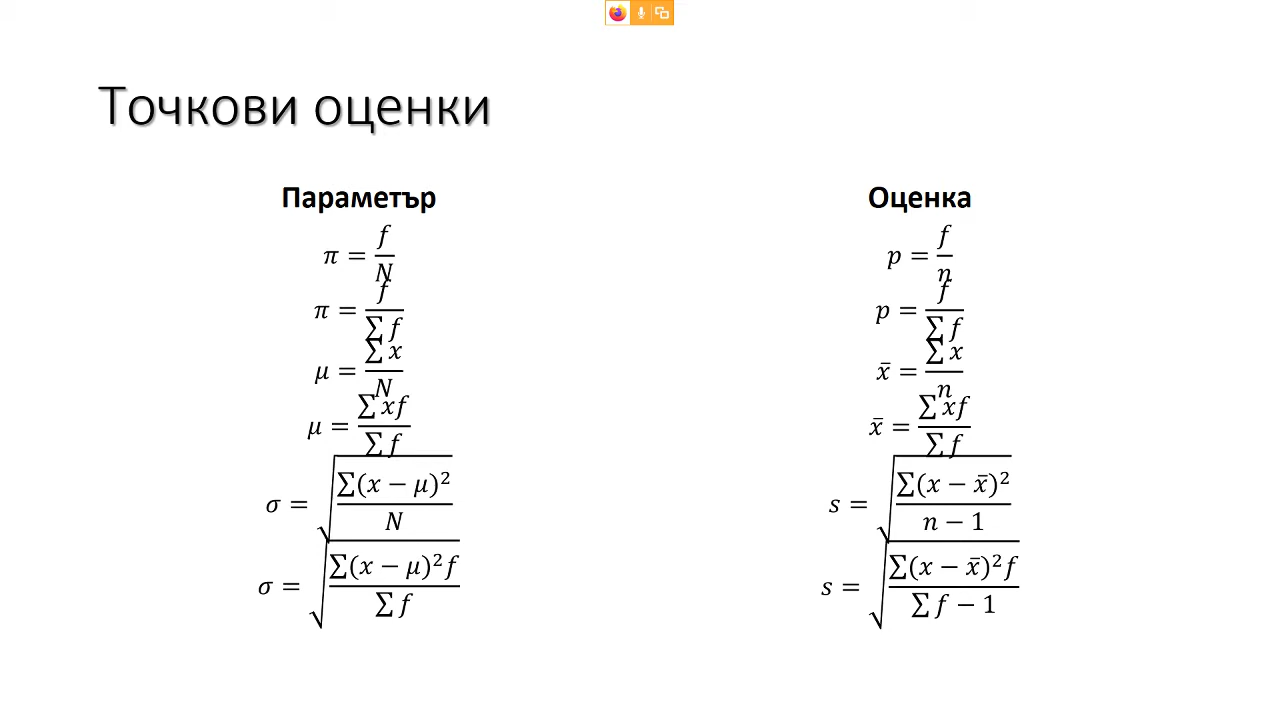 Точкови оценки
Параметър Оценка
π = f/N p = f/n
π = f/∑f p = f/∑f
μ = ∑x/N x̄ = ∑x/n
μ = ∑xf/∑f x̄ = ∑xf/∑f
σ = √(∑(x − μ)²/N) s = √(∑(x − x̄)²/(n − 1))
σ = √(∑(x − μ)²f/∑f) s = √(∑(x − x̄)²f/(∑f − 1))